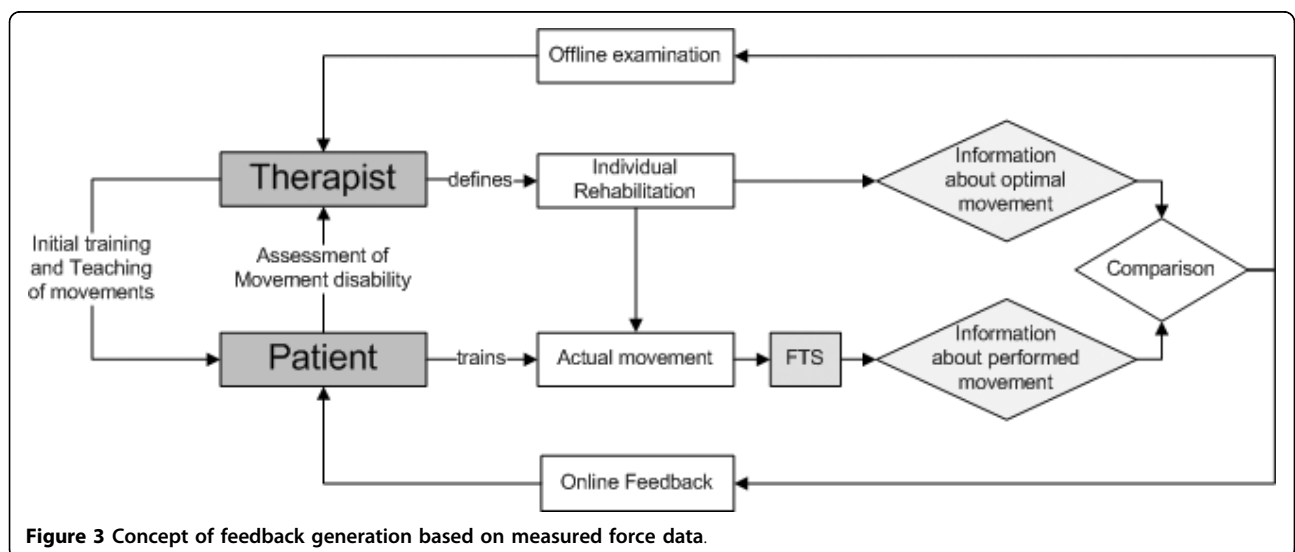 Offline examination
Therapist
defines
Individual
Rehabilitation
Information
about optimal
movement
Initial training
and Teaching
of movements
Assessment of
Movement disability
Comparison
Patient
trains
Actual movement
FTS
Information
about performed
movement
Online Feedback
Figure 3 Concept of feedback generation based on measured force data.